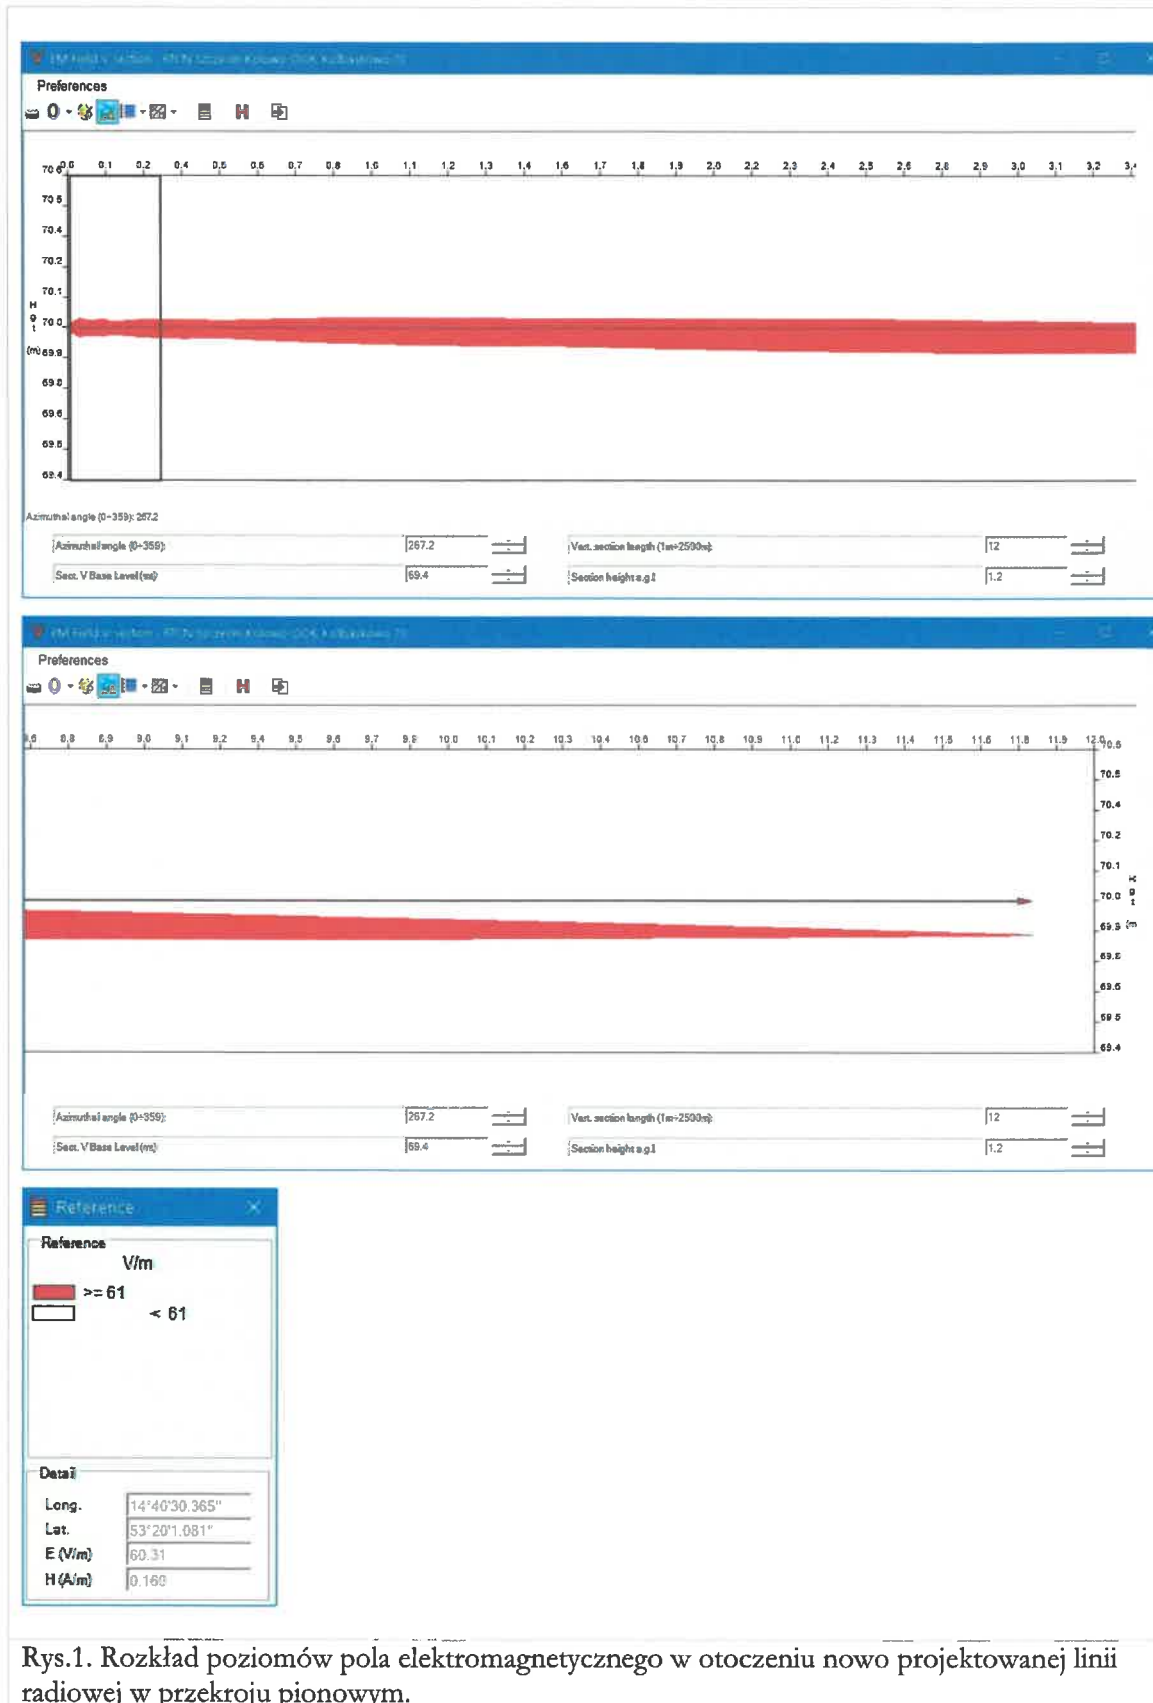 Preferences
0.0 0.1 0.2 0.4 0.5 0.6 0.7 0.8 1.0 1.1 1.2 1.3 1.4 1.6 1.7 1.8 1.9 2.0 2.2 2.3 2.4 2.5 2.6 2.8 2.9 3.0 3.1 3.2 3.4
70.6
70.5
70.4
70.2
70.1
70.0
69.9
69.8
69.6
69.5
69.4
Hgt
(m)
Azimuthal angle (0÷359): 267.2
Azimuthal angle (0÷359): 267.2 Vert. section length (1m÷2500m): 12
Sect. V Base Level (m) 69.4 Section height a.g.l 1.2
Preferences
8.6 8.8 8.9 9.0 9.1 9.2 9.4 9.5 9.6 9.7 9.8 10.0 10.1 10.2 10.3 10.4 10.6 10.7 10.8 10.9 11.0 11.2 11.3 11.4 11.5 11.6 11.8 11.9 12.0
70.6
70.5
70.4
70.2
70.1
70.0
69.9
69.8
69.6
69.5
69.4
Hgt
(m
Azimuthal angle (0÷359): 267.2 Vert. section length (1m÷2500m): 12
Sect. V Base Level (m) 69.4 Section height a.g.l 1.2
Reference
Reference
V/m
>= 61
< 61
Detail
Long. 14°40'30.365"
Lat. 53°20'1.081"
E (V/m) 60.31
H (A/m) 0.160
Rys.1. Rozkład poziomów pola elektromagnetycznego w otoczeniu nowo projektowanej linii
radiowej w przekroju pionowym.